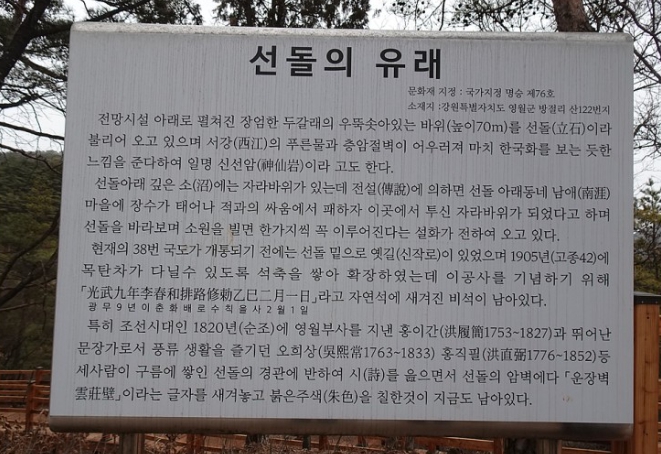 선돌의 유래
문화재 지정 : 국가지정 명승 제76호
소재지 :강원특별자치도 영월군 방절리 산122번지
전망시설 아래로 펼쳐진 장엄한 두갈래의 우뚝솟아있는 바위(높이70m)를 선돌(立石)이라
불리어 오고 있으며 서강(西江)의 푸른물과 층암절벽이 어우러져 마치 한국화를 보는 듯한
느낌을 준다하여 일명 신선암(神仙岩)이라 고도 한다.
선돌아래 깊은 소(沼)에는 자라바위가 있는데 전설(傳說)에 의하면 선돌 아래동네 남애(南涯)
마을에 장수가 태어나 적과의 싸움에서 패하자 이곳에서 투신 자라바위가 되었다고 하며
선돌을 바라보며 소원을 빌면 한가지씩 꼭 이루어진다는 설화가 전하여 오고 있다.
현재의 38번 국도가 개통되기 전에는 선돌 밑으로 옛길(신작로)이 있었으며 1905년(고종42)에
목탄차가 다닐수 있도록 석축을 쌓아 확장하였는데 이공사를 기념하기 위해
「光武九年李春和排路修勅乙巳二月一日」라고 자연석에 새겨진 비석이 남아있다.
광무9년이춘화배로수칙을사2월1일
특히 조선시대인 1820년(순조)에 영월부사를 지낸 홍이간(洪履簡1753~1827)과 뛰어난
문장가로서 풍류 생활을 즐기던 오희상(吳熙常1763~1833) 홍직필(洪直弼1776~1852)등
세사람이 구름에 쌓인 선돌의 경관에 반하여 시(詩)를 읊으면서 선돌의 암벽에다 「운장벽
雲莊壁」이라는 글자를 새겨놓고 붉은주색(朱色)을 칠한것이 지금도 남아있다.